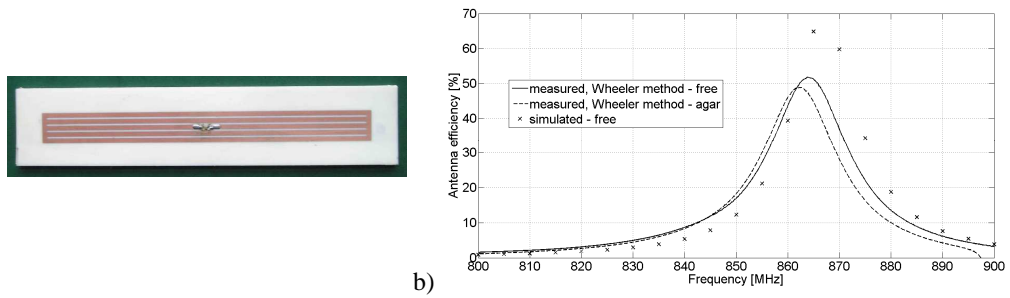 70
60
50
40
30
20
10
0
Antenna efficiency [%]
measured, Wheeler method - free
measured, Wheeler method - agar
simulated - free
800 810 820 830 840 850 860 870 880 890 900
Frequency [MHz]
b)